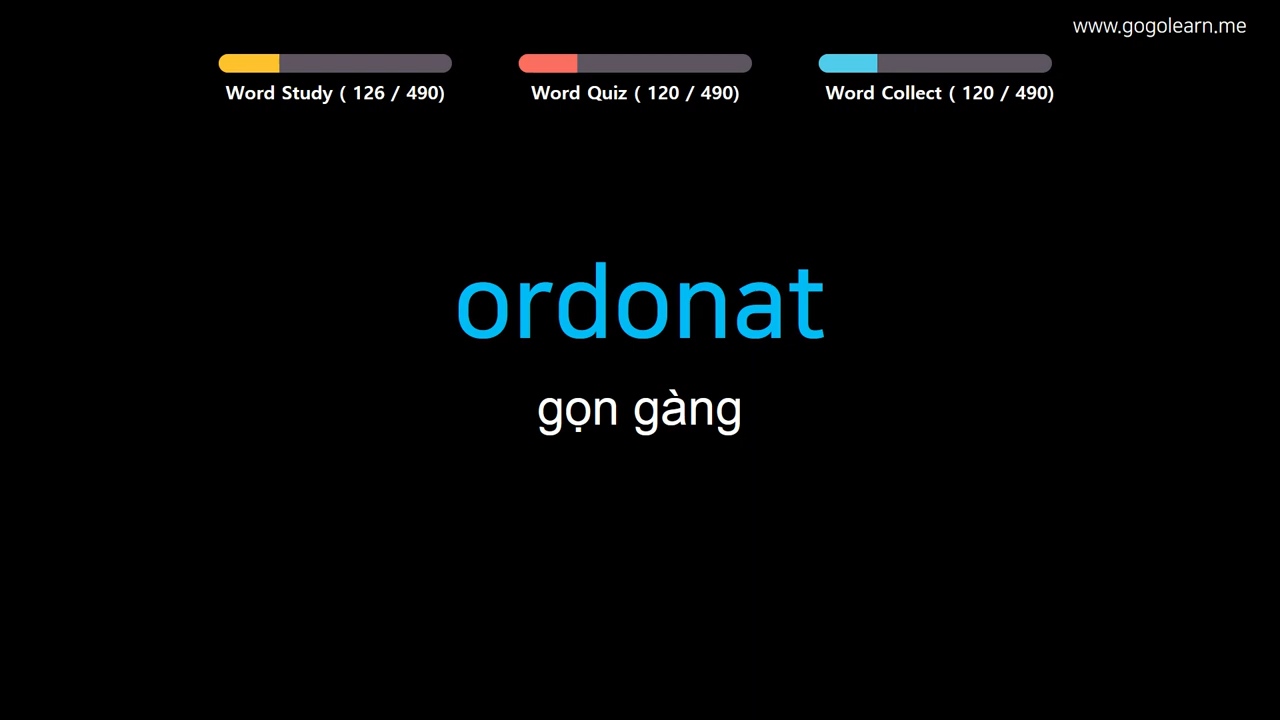 www.gogolearn.me
Word Study ( 126 / 490)
Word Quiz ( 120 / 490)
Word Collect ( 120 / 490)
ordonat
gọn gàng